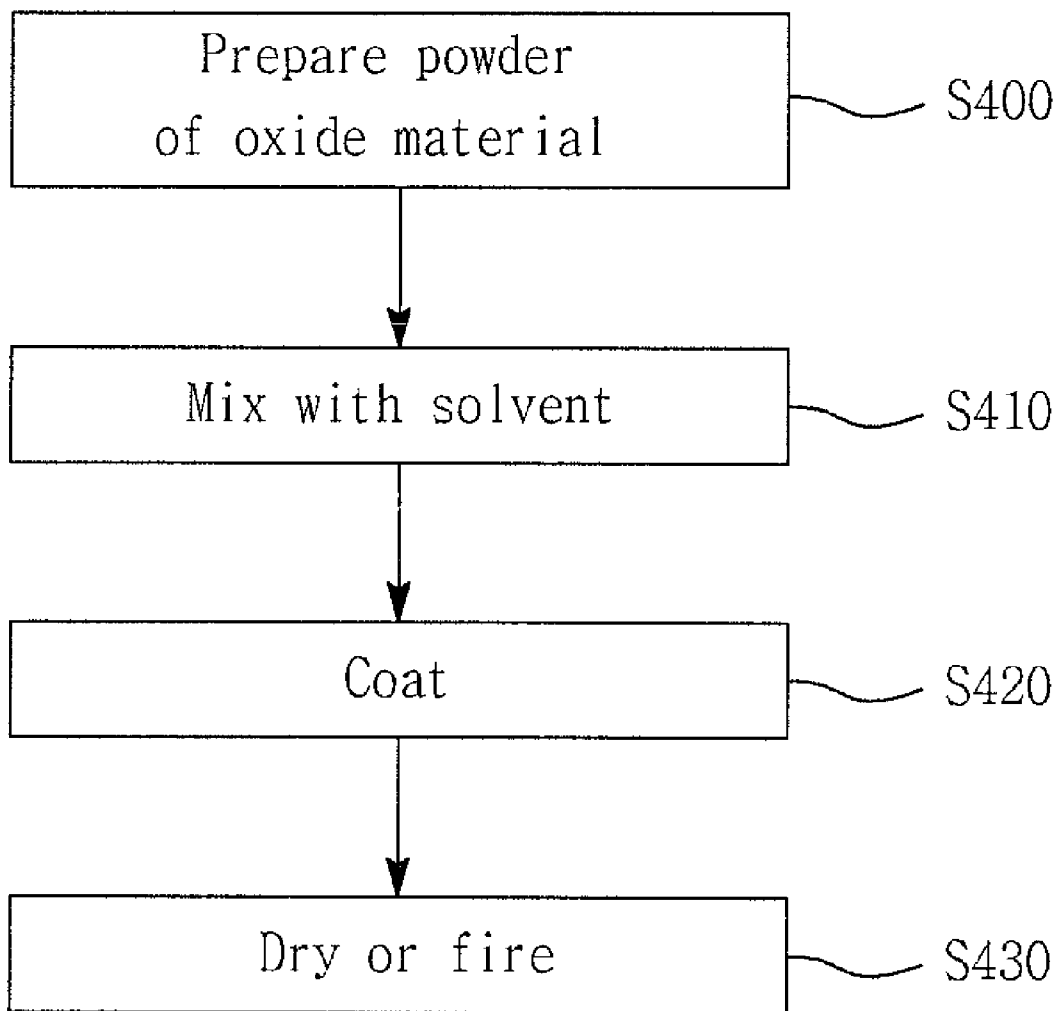 Prepare powder
of oxide material
S400
Mix with solvent
S410
Coat
S420
Dry or fire
S430